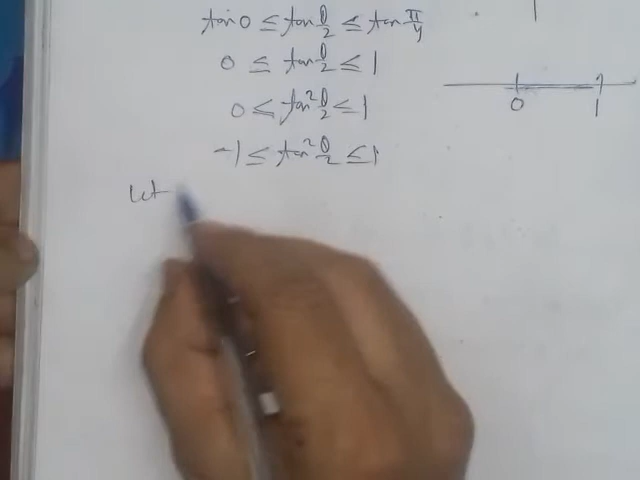 tan 0 ≤ tan θ/2 ≤ tan π/4
0 ≤ tan θ/2 ≤ 1
0 ≤ tan² θ/2 ≤ 1
-1 ≤ tan² θ/2 ≤ 1
0 1
Let